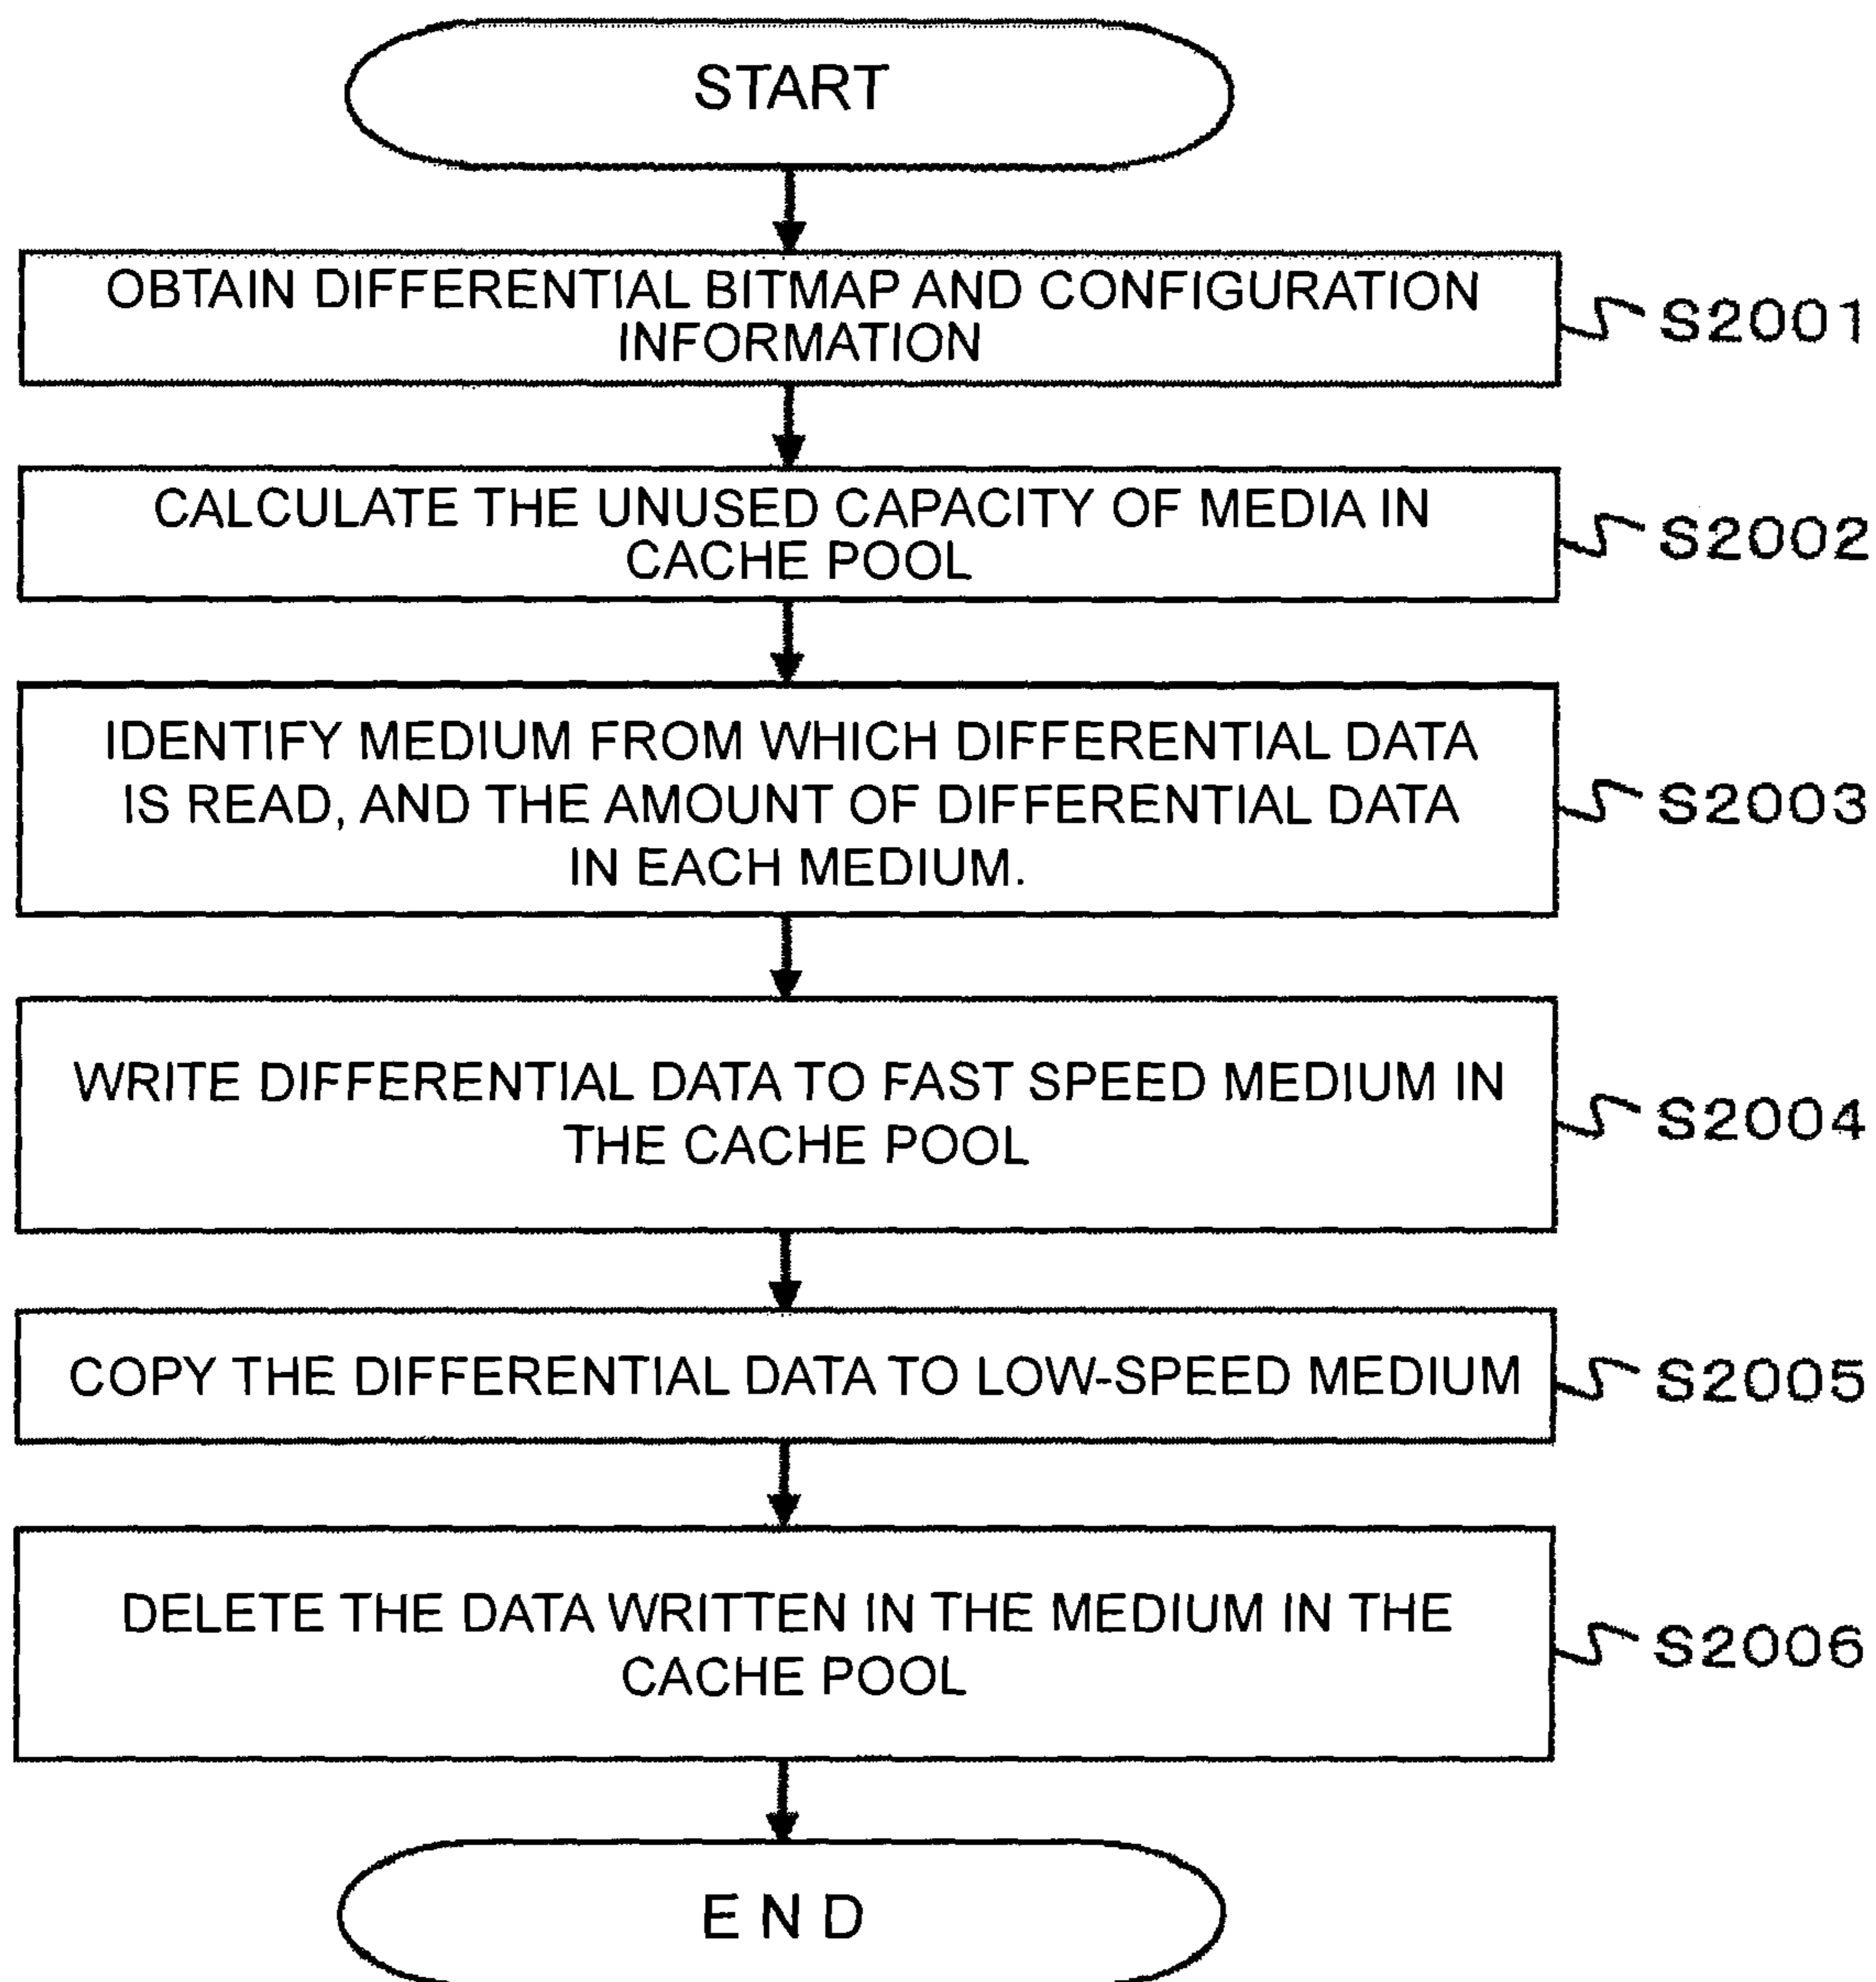 START
OBTAIN DIFFERENTIAL BITMAP AND CONFIGURATION
INFORMATION
S2001
CALCULATE THE UNUSED CAPACITY OF MEDIA IN
CACHE POOL
S2002
IDENTIFY MEDIUM FROM WHICH DIFFERENTIAL DATA
IS READ, AND THE AMOUNT OF DIFFERENTIAL DATA
IN EACH MEDIUM.
S2003
WRITE DIFFERENTIAL DATA TO FAST SPEED MEDIUM IN
THE CACHE POOL
S2004
COPY THE DIFFERENTIAL DATA TO LOW-SPEED MEDIUM
S2005
DELETE THE DATA WRITTEN IN THE MEDIUM IN THE
CACHE POOL
S2006
END